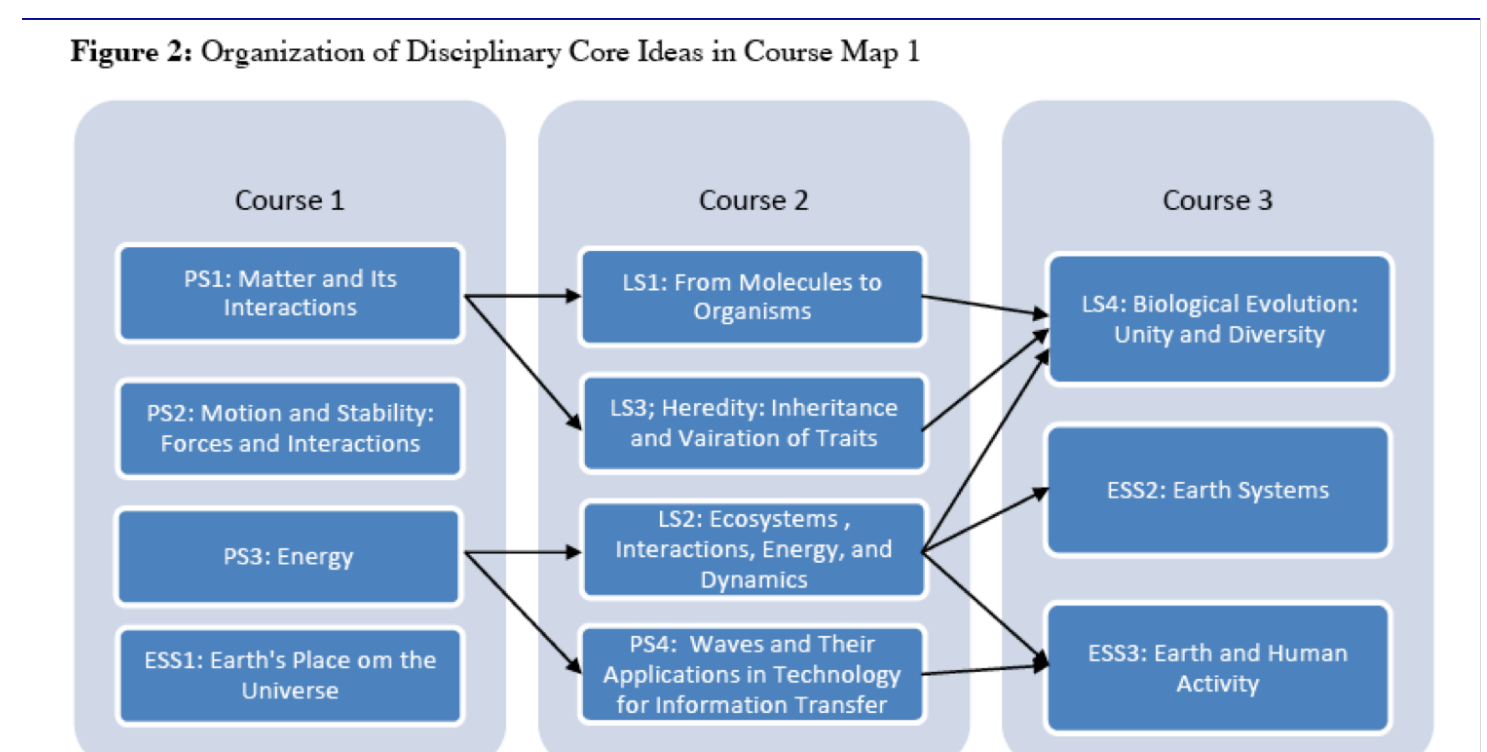 Figure 2: Organization of Disciplinary Core Ideas in Course Map 1
Course 1
PS1: Matter and Its
Interactions
PS2: Motion and Stability:
Forces and Interactions
PS3: Energy
ESS1: Earth's Place om the
Universe
Course 2
LS1: From Molecules to
Organisms
LS3; Heredity: Inheritance
and Vairation of Traits
LS2: Ecosystems ,
Interactions, Energy, and
Dynamics
PS4:  Waves and Their
Applications in Technology
for Information Transfer
Course 3
LS4: Biological Evolution:
Unity and Diversity
ESS2: Earth Systems
ESS3: Earth and Human
Activity